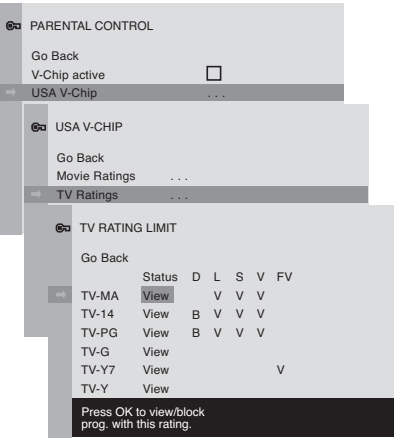 PARENTAL CONTROL
Go Back
V-Chip active
USA V-Chip . . .
USA V-CHIP
Go Back
Movie Ratings . . .
TV Ratings . . .
TV RATING LIMIT
Go Back
Status D L S V FV
TV-MA View V V V
TV-14 View B V V V
TV-PG View B V V V
TV-G View
TV-Y7 View V
TV-Y View
Press OK to view/block
prog. with this rating.